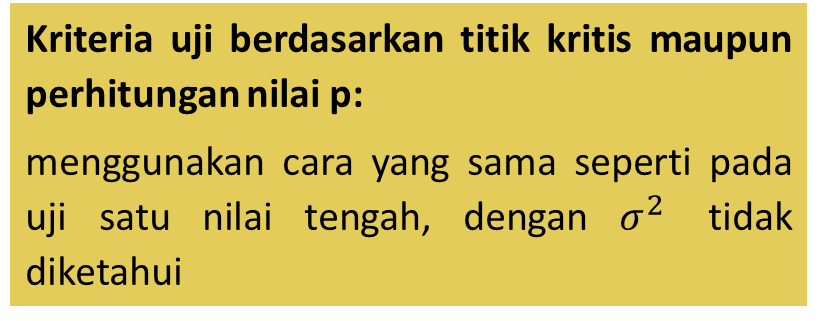 Kriteria uji berdasarkan titik kritis maupun
perhitungan nilai p:
menggunakan cara yang sama seperti pada
uji satu nilai tengah, dengan σ² tidak
diketahui